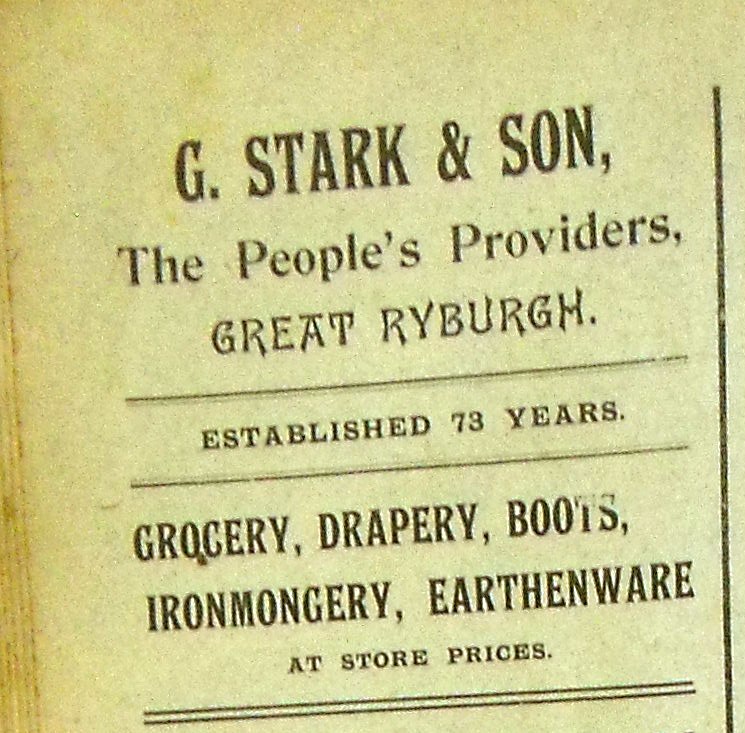 G. STARK & SON,
The People's Providers,
GREAT RYBURGH.
ESTABLISHED 73 YEARS.
GROCERY, DRAPERY, BOOTS,
IRONMONGERY, EARTHENWARE
AT STORE PRICES.